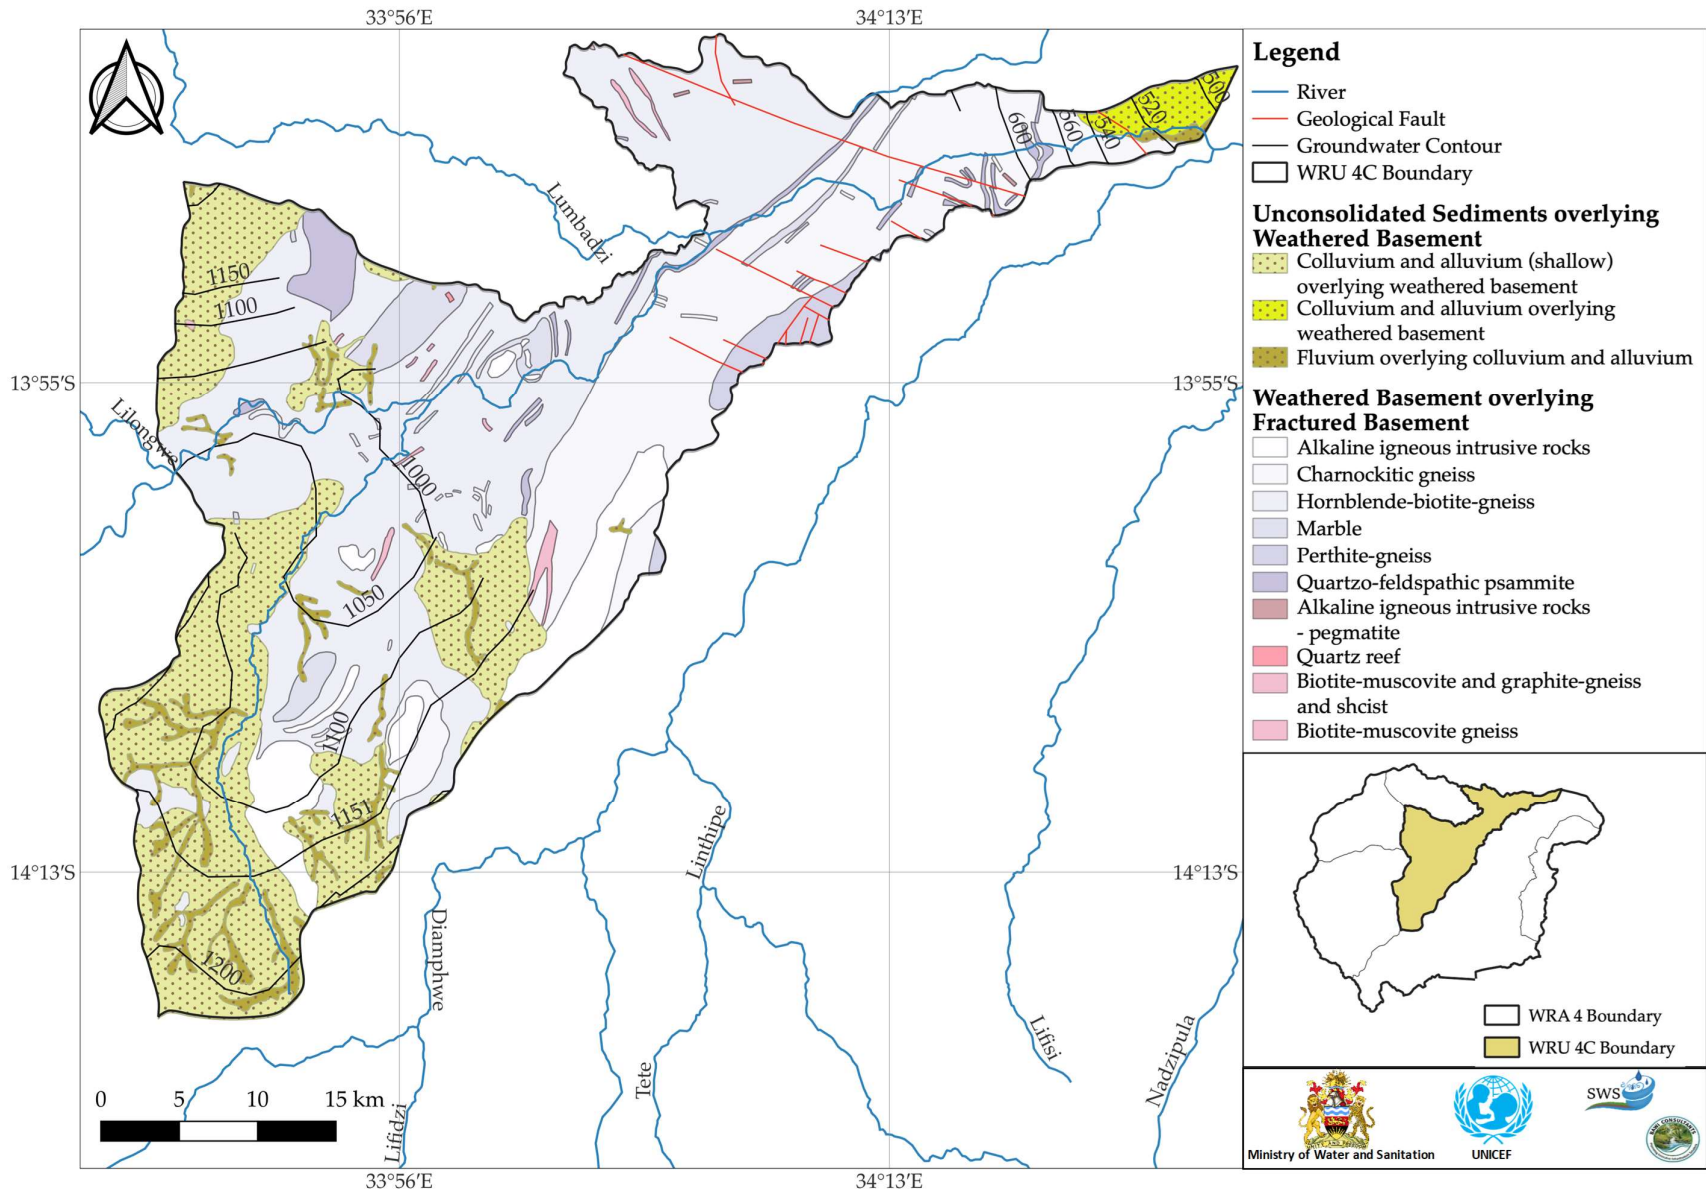 33°56′E
34°13′E
Legend
River
Geological Fault
Groundwater Contour
WRU 4C Boundary
Unconsolidated Sediments overlying
Weathered Basement
Colluvium and alluvium (shallow)
overlying weathered basement
Colluvium and alluvium overlying
weathered basement
Fluvium overlying colluvium and alluvium
Weathered Basement overlying
Fractured Basement
Alkaline igneous intrusive rocks
Charnockitic gneiss
Hornblende-biotite-gneiss
Marble
Perthite-gneiss
Quartzo-feldspathic psammite
Alkaline igneous intrusive rocks
- pegmatite
Quartz reef
Biotite-muscovite and graphite-gneiss
and shcist
Biotite-muscovite gneiss
500
520
540
560
600
Lumbadzi
1150
1100
13°55′S
13°55′S
Lilongwe
1000
1050
1100
1151
14°13′S
14°13′S
1200
Linthipe
Diamphwe
Lifidzi
Tete
Lifisi
Nadzipula
0 5 10 15 km
33°56′E
34°13′E
WRA 4 Boundary
WRU 4C Boundary
Ministry of Water and Sanitation
UNICEF
SWS